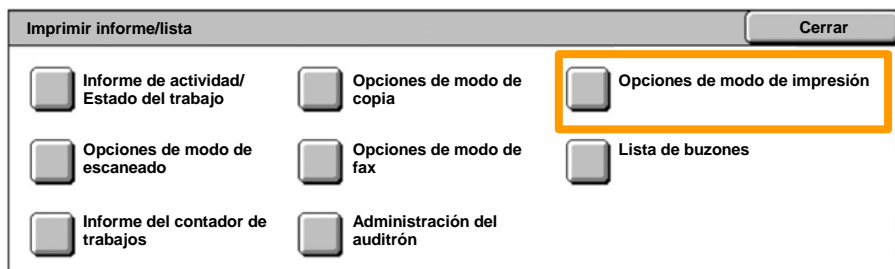 Imprimir informe/lista
Cerrar
Informe de actividad/
Estado del trabajo
Opciones de modo de
copia
Opciones de modo de impresión
Opciones de modo de
escaneado
Opciones de modo de
fax
Lista de buzones
Informe del contador de
trabajos
Administración del
auditrón